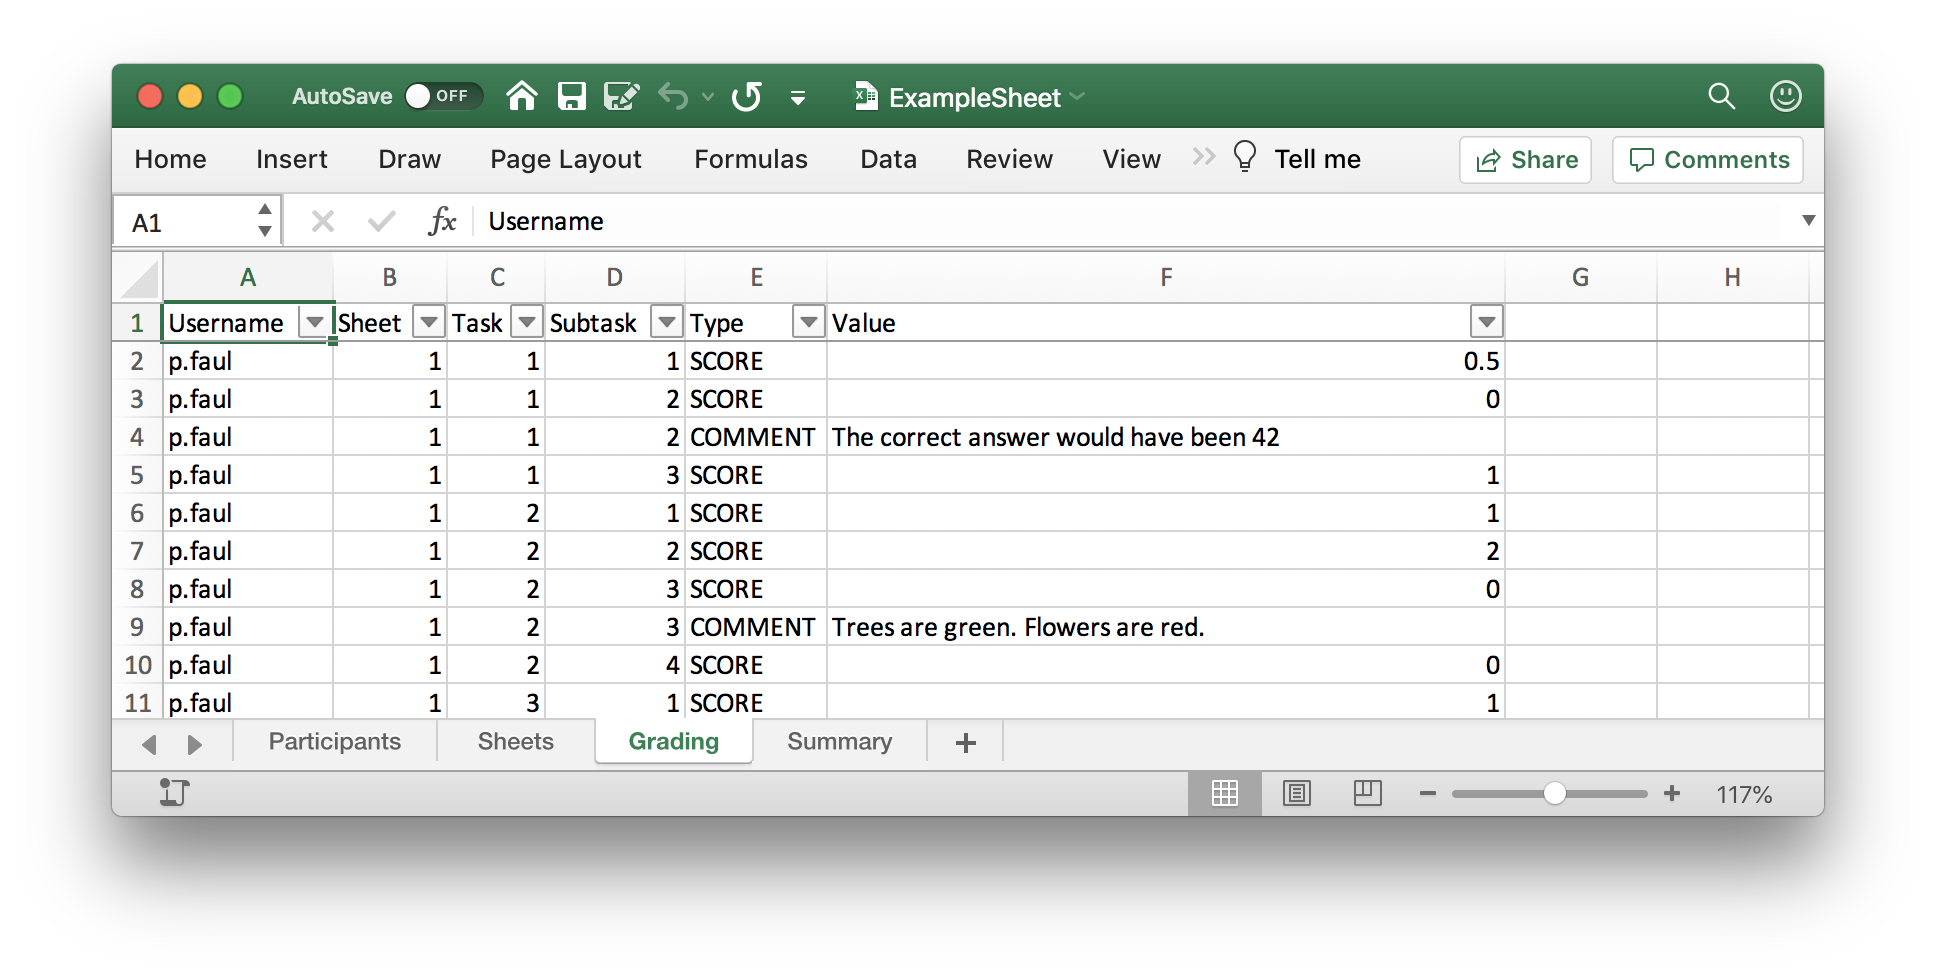 AutoSave OFF ExampleSheet
Home Insert Draw Page Layout Formulas Data Review View Tell me Share Comments
A1 fx Username
A B C D E F G H
1 Username Sheet Task Subtask Type Value
2 p.faul 1 1 1 SCORE 0.5
3 p.faul 1 1 2 SCORE 0
4 p.faul 1 1 2 COMMENT The correct answer would have been 42
5 p.faul 1 1 3 SCORE 1
6 p.faul 1 2 1 SCORE 1
7 p.faul 1 2 2 SCORE 2
8 p.faul 1 2 3 SCORE 0
9 p.faul 1 2 3 COMMENT Trees are green. Flowers are red.
10 p.faul 1 2 4 SCORE 0
11 p.faul 1 3 1 SCORE 1
Participants Sheets Grading Summary +
117%